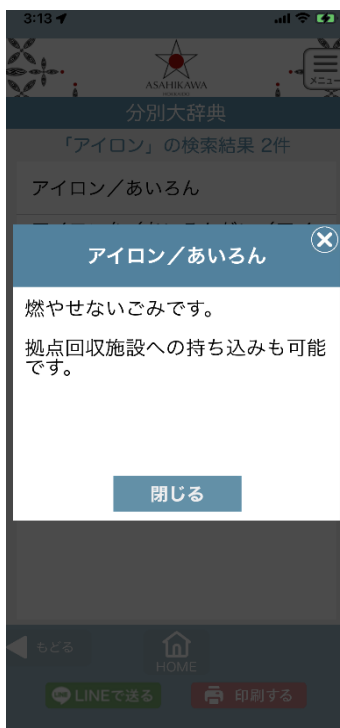 3:13
メニュー
ASAHIKAWA
分別大辞典
「アイロン」の検索結果 2件
アイロン／あいろん
アイロン／あいろん
燃やせないごみです。
拠点回収施設への持ち込みも可能
です。
閉じる
もどる
HOME
LINEで送る
印刷する